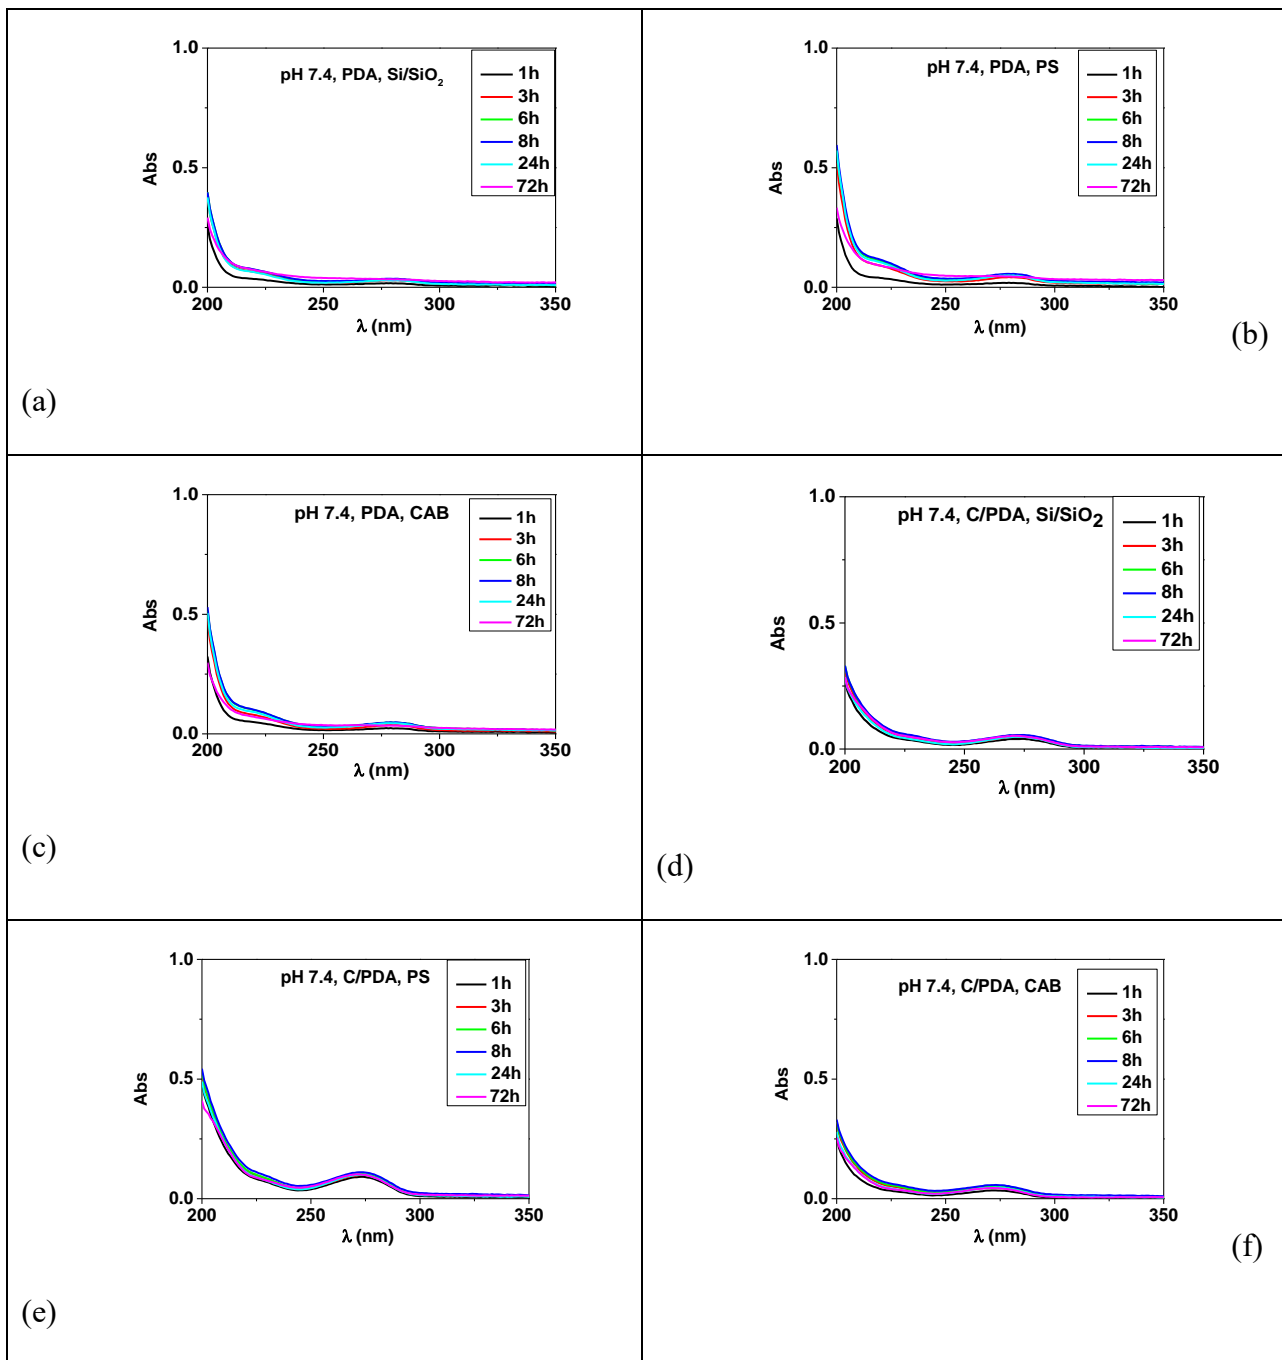 pH 7.4, PDA, Si/SiO2
1h
3h
6h
8h
24h
72h
1.0
0.5
0.0
Abs
200
250
300
350
λ (nm)
(a)
pH 7.4, PDA, PS
1h
3h
6h
8h
24h
72h
1.0
0.5
0.0
Abs
200
250
300
350
λ (nm)
(b)
pH 7.4, PDA, CAB
1h
3h
6h
8h
24h
72h
1.0
0.5
0.0
Abs
200
250
300
350
λ (nm)
(c)
pH 7.4, C/PDA, Si/SiO2
1h
3h
6h
8h
24h
72h
1.0
0.5
0.0
Abs
200
250
300
350
λ (nm)
(d)
pH 7.4, C/PDA, PS
1h
3h
6h
8h
24h
72h
1.0
0.5
0.0
Abs
200
250
300
350
λ (nm)
(e)
pH 7.4, C/PDA, CAB
1h
3h
6h
8h
24h
72h
1.0
0.5
0.0
Abs
200
250
300
350
λ (nm)
(f)